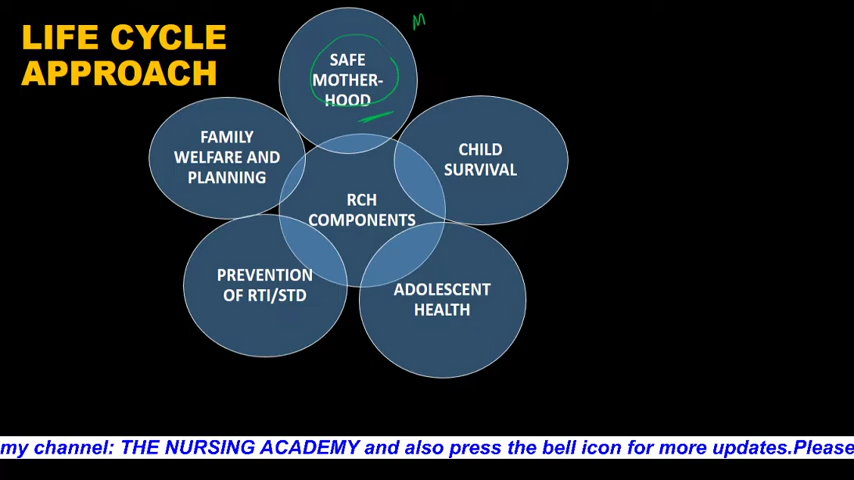 LIFE CYCLE
APPROACH
SAFE
MOTHER-
HOOD
M
FAMILY
WELFARE AND
PLANNING
CHILD
SURVIVAL
RCH
COMPONENTS
PREVENTION
OF RTI/STD
ADOLESCENT
HEALTH
my channel: THE NURSING ACADEMY and also press the bell icon for more updates.Please